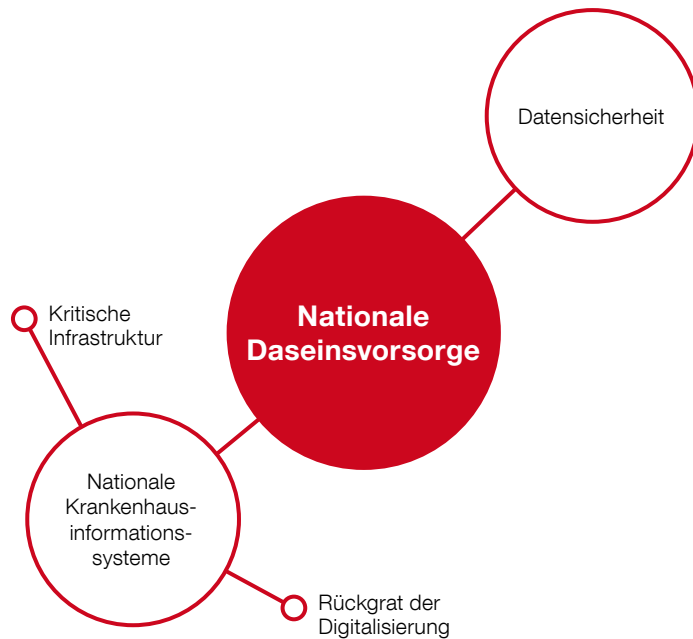 Datensicherheit
Nationale
Daseinsvorsorge
Kritische
Infrastruktur
Nationale
Krankenhaus-
informations-
systeme
Rückgrat der
Digitalisierung